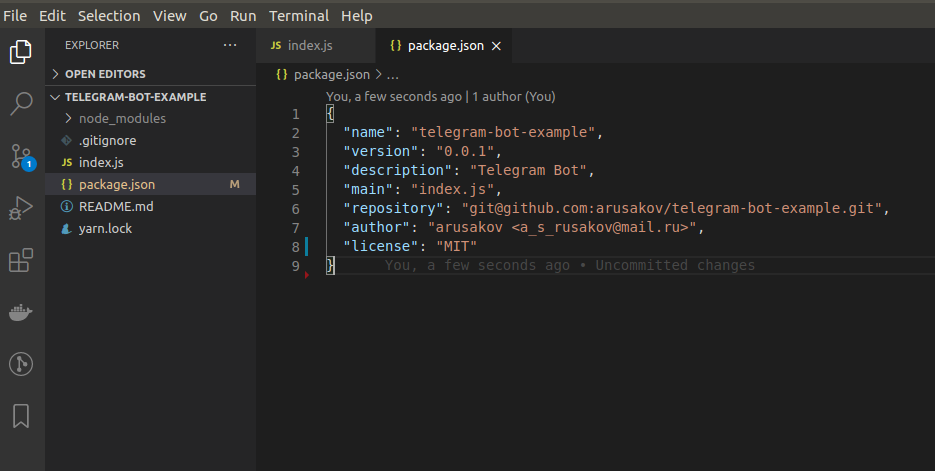 File Edit Selection View Go Run Terminal Help
EXPLORER ...
JS index.js
{} package.json ×
OPEN EDITORS
TELEGRAM-BOT-EXAMPLE
node_modules
.gitignore
JS index.js
{} package.json M
README.md
yarn.lock
1
{} package.json > ...
You, a few seconds ago | 1 author (You)
1 {
2 "name": "telegram-bot-example",
3 "version": "0.0.1",
4 "description": "Telegram Bot",
5 "main": "index.js",
6 "repository": "git@github.com:arusakov/telegram-bot-example.git",
7 "author": "arusakov <a_s_rusakov@mail.ru>",
8 "license": "MIT"
9 } You, a few seconds ago • Uncommitted changes